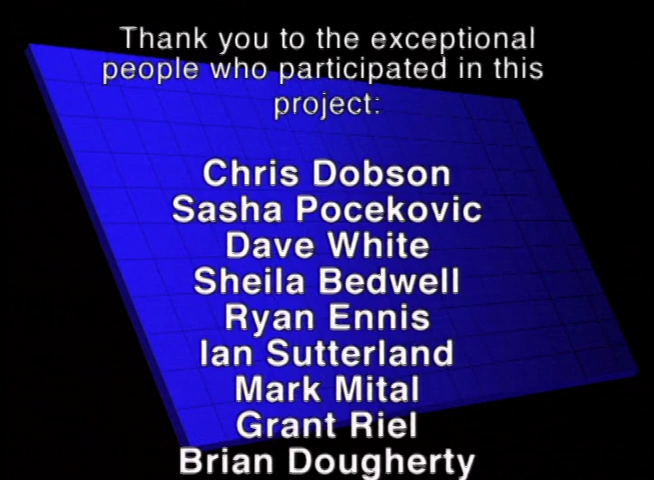 Thank you to the exceptional
people who participated in this
project:
Chris Dobson
Sasha Pocekovic
Dave White
Sheila Bedwell
Ryan Ennis
Ian Sutterland
Mark Mital
Grant Riel
Brian Dougherty